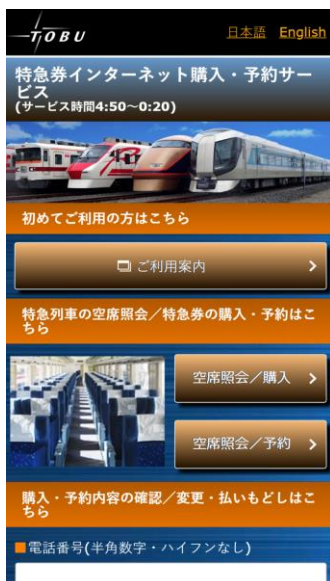 TOBU
日本語 English
特急券インターネット購入・予約サー
ビス
(サービス時間4:50～0:20)
初めてご利用の方はこちら
ご利用案内
特急列車の空席照会／特急券の購入・予約はこ
ちら
空席照会／購入
空席照会／予約
購入・予約内容の確認／変更・払いもどしはこ
ちら
■電話番号(半角数字・ハイフンなし)